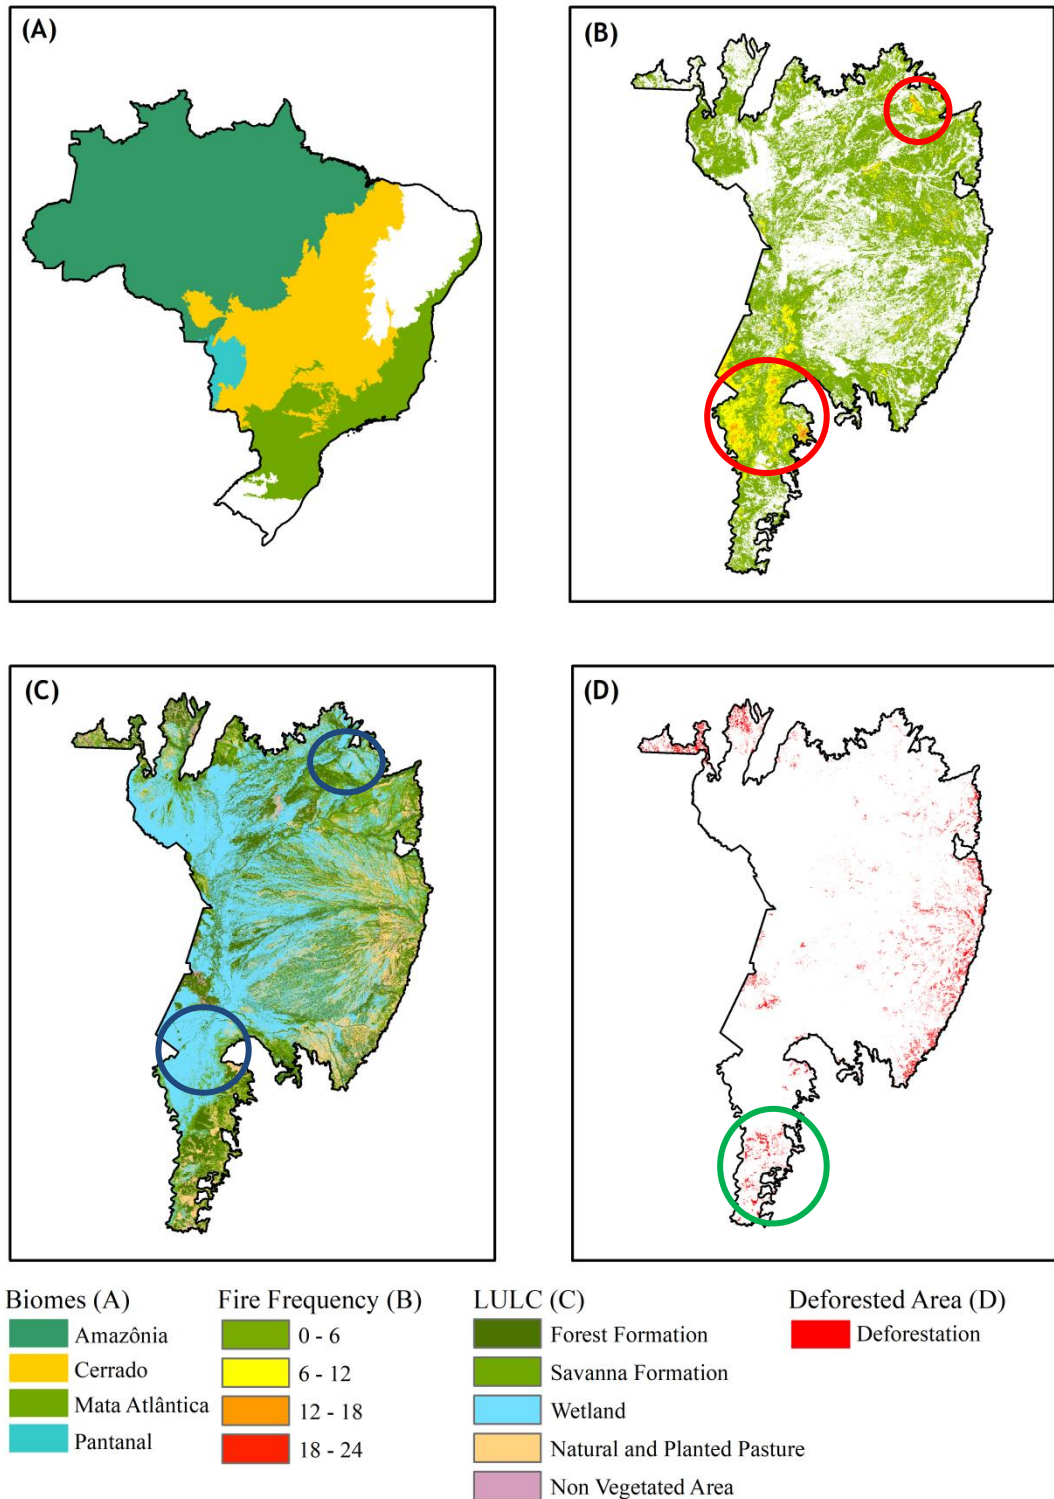 (A)
(B)
(C)
(D)
Biomes (A)
Amazônia
Cerrado
Mata Atlântica
Pantanal
Fire Frequency (B)
0 - 6
6 - 12
12 - 18
18 - 24
LULC (C)
Forest Formation
Savanna Formation
Wetland
Natural and Planted Pasture
Non Vegetated Area
Deforested Area (D)
Deforestation